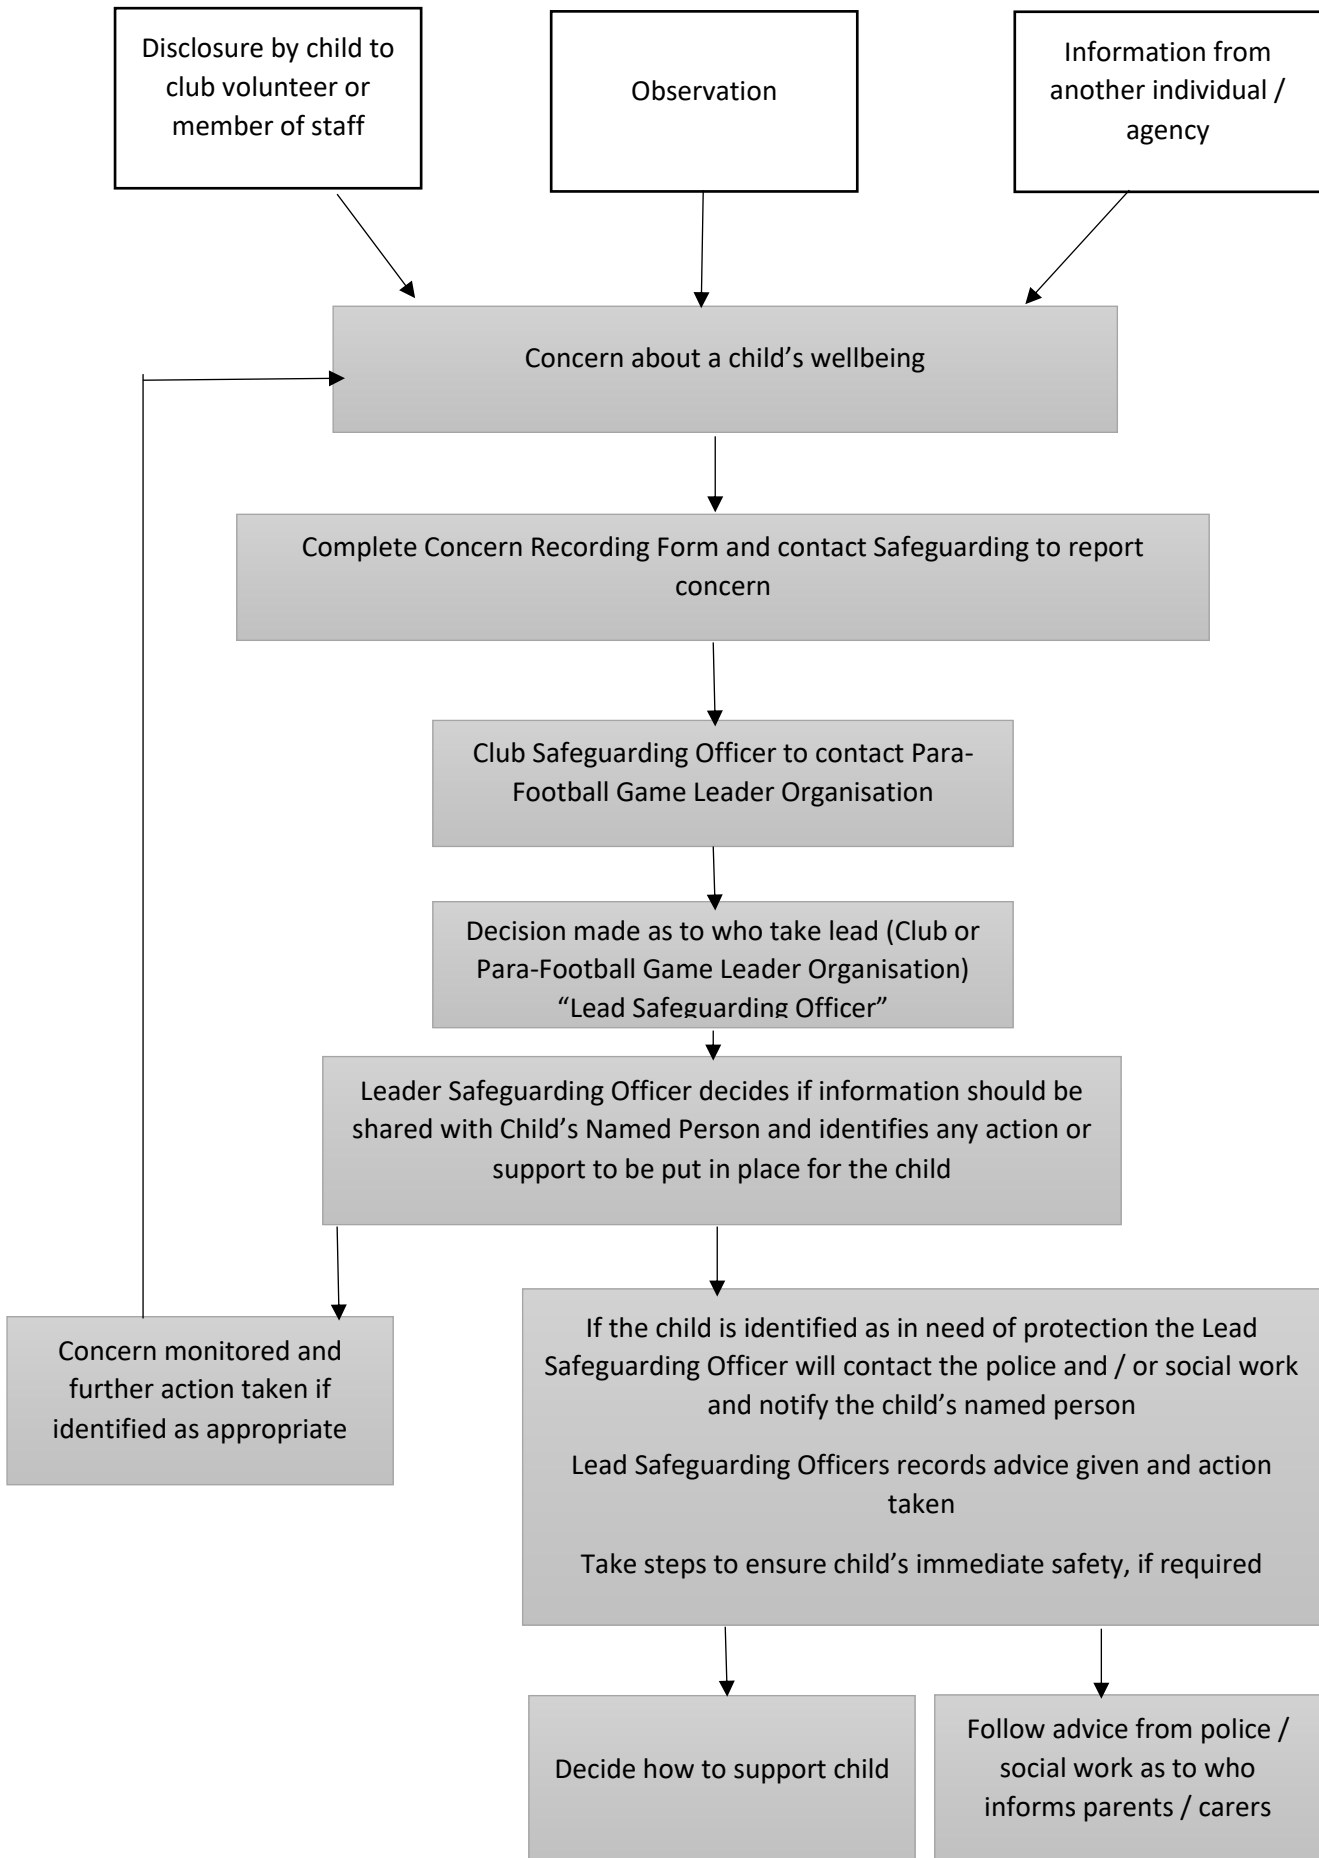 Disclosure by child to
club volunteer or
member of staff
Observation
Information from
another individual /
agency
Concern about a child’s wellbeing
Complete Concern Recording Form and contact Safeguarding to report
concern
Club Safeguarding Officer to contact Para-
Football Game Leader Organisation
Decision made as to who take lead (Club or
Para-Football Game Leader Organisation)
“Lead Safeguarding Officer”
Leader Safeguarding Officer decides if information should be
shared with Child’s Named Person and identifies any action or
support to be put in place for the child
Concern monitored and
further action taken if
identified as appropriate
If the child is identified as in need of protection the Lead
Safeguarding Officer will contact the police and / or social work
and notify the child’s named person
Lead Safeguarding Officers records advice given and action
taken
Take steps to ensure child’s immediate safety, if required
Decide how to support child
Follow advice from police /
social work as to who
informs parents / carers